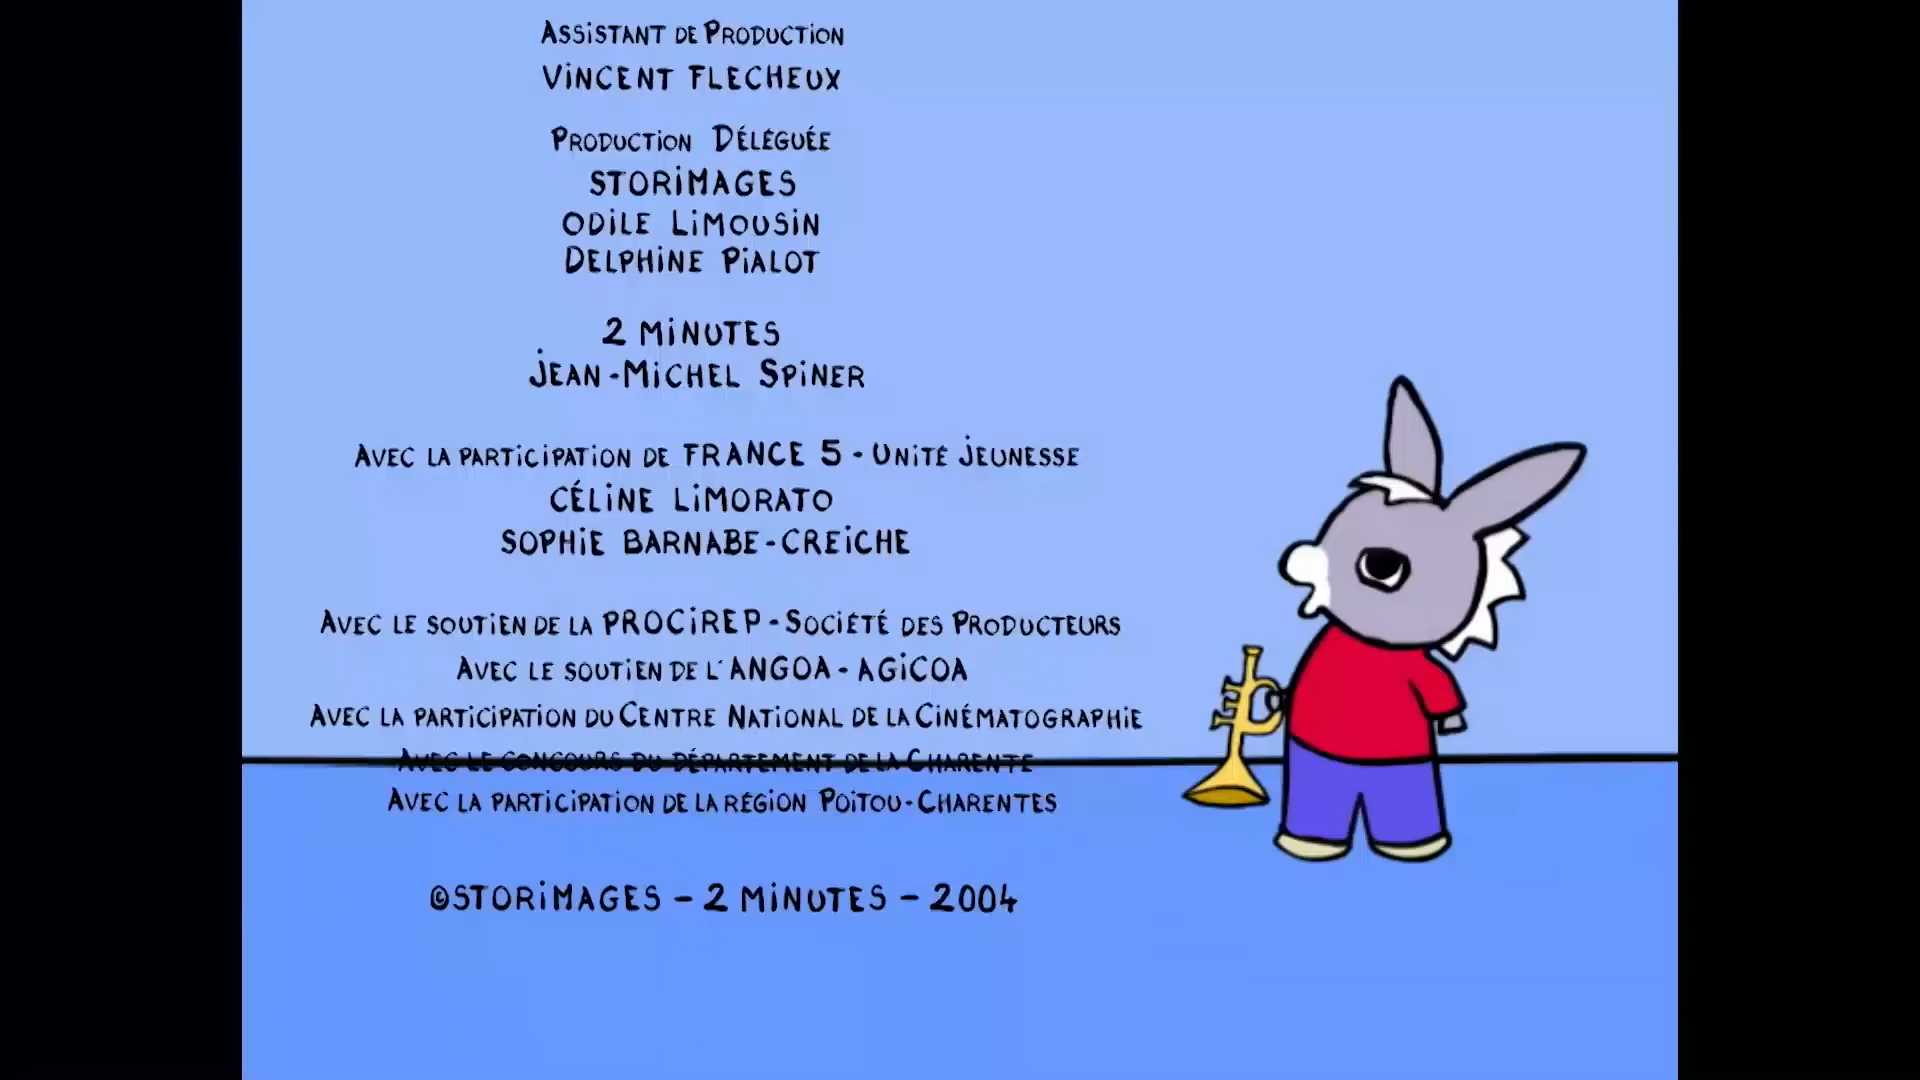 ASSiSTANT DE PRODUCTiON
ViNCENT FLECHEUX
PRODUCTiON DÉLÉGUÉE
STORiMAGES
ODiLE LiMOUSiN
DELPHiNE PiALOT
2 MiNUTES
jEAN-MiCHEL SPiNER
AVEC LA PARTiCiPATiON DE FRANCE 5 - UNiTÉ jEUNESSE
CÉLiNE LiMORATO
SOPHiE BARNABE-CREiCHE
AVEC LE SOUTiEN DE LA PROCiREP - SOCiÉTÉ DES PRODUCTEURS
AVEC LE SOUTiEN DE L'ANGOA - AGiCOA
AVEC LA PARTiCiPATiON DU CENTRE NATiONAL DE LA CiNÉMATOGRAPHiE
AVEC LE CONCOURS DU DÉPARTEMENT DE LA CHARENTE
AVEC LA PARTiCiPATiON DE LA RÉGiON POiTOU-CHARENTES
©STORiMAGES - 2 MiNUTES - 2004